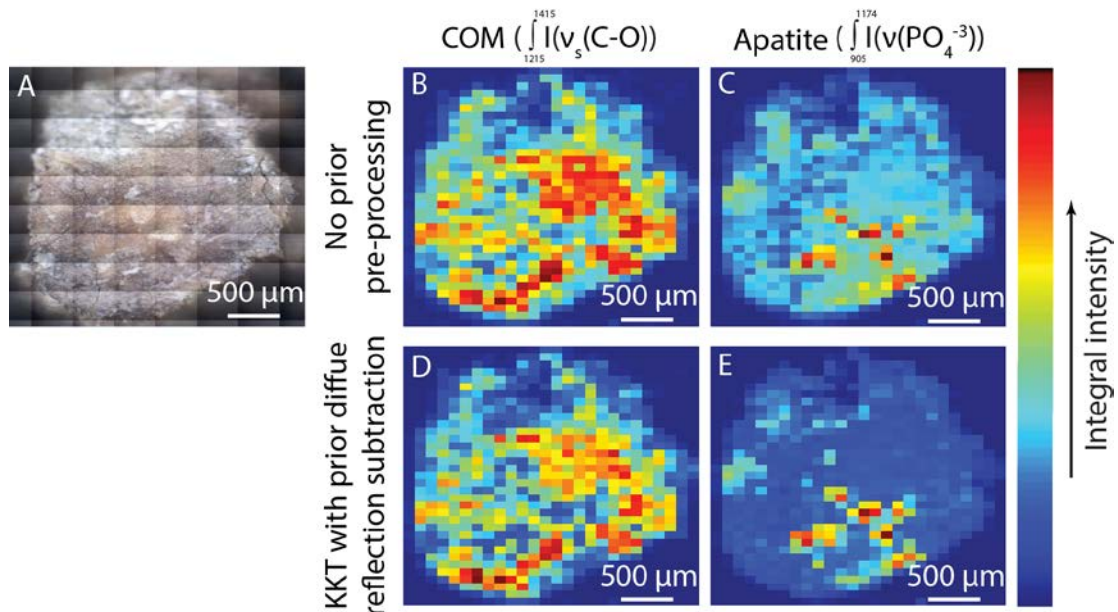 COM (∫₁₂₁₅¹⁴¹⁵ I(νₛ(C-O)))
Apatite (∫₉₀₅¹¹⁷⁴ I(ν(PO₄⁻³)))
A
500 µm
No prior
pre-processing
B
500 µm
C
500 µm
KKT with prior diffue
reflection subtraction
D
500 µm
E
500 µm
Integral intensity